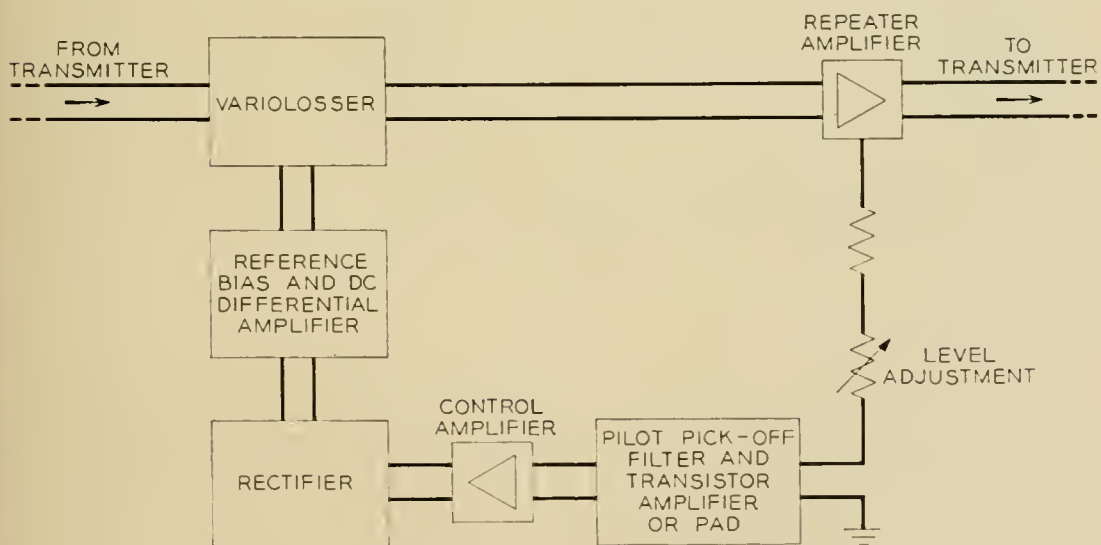 FROM
TRANSMITTER
VARIOLOSSER
REPEATER
AMPLIFIER
TO
TRANSMITTER
REFERENCE
BIAS AND DC
DIFFERENTIAL
AMPLIFIER
LEVEL
ADJUSTMENT
CONTROL
AMPLIFIER
RECTIFIER
PILOT PICK-OFF
FILTER AND
TRANSISTOR
AMPLIFIER
OR PAD